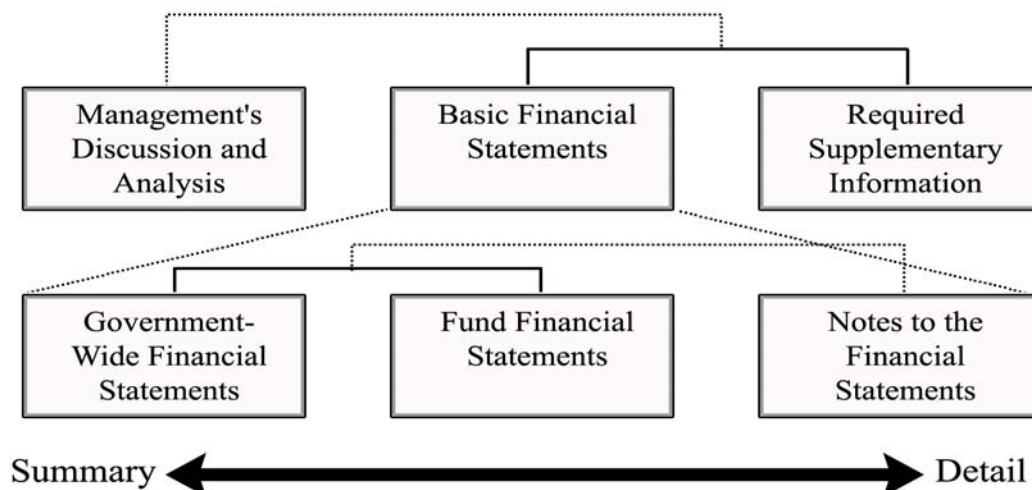 Management's
Discussion and
Analysis
Basic Financial
Statements
Required
Supplementary
Information
Government-
Wide Financial
Statements
Fund Financial
Statements
Notes to the
Financial
Statements
Summary
Detail